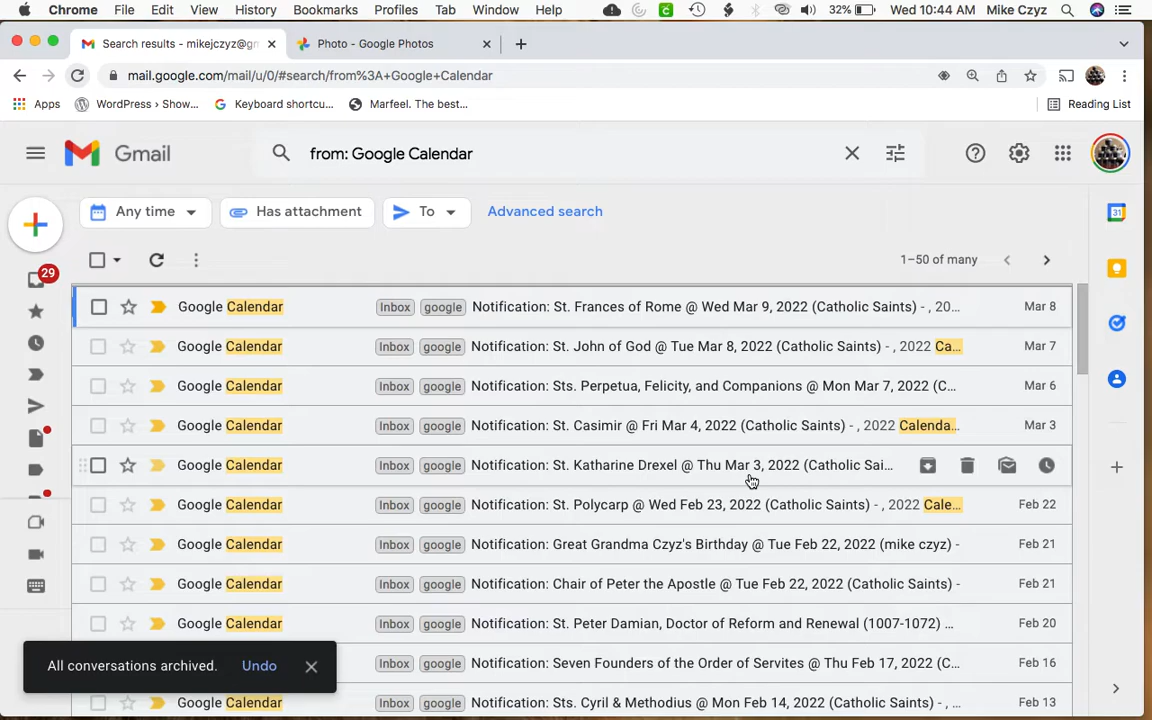 Chrome File Edit View History Bookmarks Profiles Tab Window Help 32% Wed 10:44 AM Mike Czyz
Search results - mikejczyz@gm Photo - Google Photos
mail.google.com/mail/u/0/#search/from%3A+Google+Calendar
Apps WordPress › Show... Keyboard shortcu... Marfeel. The best... Reading List
Gmail from: Google Calendar
Any time Has attachment To Advanced search 31
1–50 of many
29
Google Calendar Inbox google Notification: St. Frances of Rome @ Wed Mar 9, 2022 (Catholic Saints) - , 20... Mar 8
Google Calendar Inbox google Notification: St. John of God @ Tue Mar 8, 2022 (Catholic Saints) - , 2022 Ca... Mar 7
Google Calendar Inbox google Notification: Sts. Perpetua, Felicity, and Companions @ Mon Mar 7, 2022 (C... Mar 6
Google Calendar Inbox google Notification: St. Casimir @ Fri Mar 4, 2022 (Catholic Saints) - , 2022 Calenda... Mar 3
Google Calendar Inbox google Notification: St. Katharine Drexel @ Thu Mar 3, 2022 (Catholic Sai...
Google Calendar Inbox google Notification: St. Polycarp @ Wed Feb 23, 2022 (Catholic Saints) - , 2022 Cale... Feb 22
Google Calendar Inbox google Notification: Great Grandma Czyz's Birthday @ Tue Feb 22, 2022 (mike czyz) - Feb 21
Google Calendar Inbox google Notification: Chair of Peter the Apostle @ Tue Feb 22, 2022 (Catholic Saints) - Feb 21
Google Calendar Inbox google Notification: St. Peter Damian, Doctor of Reform and Renewal (1007-1072) ... Feb 20
Google Calendar Inbox google Notification: Seven Founders of the Order of Servites @ Thu Feb 17, 2022 (C... Feb 16
All conversations archived. Undo
Google Calendar Inbox google Notification: Sts. Cyril & Methodius @ Mon Feb 14, 2022 (Catholic Saints) - , Feb 13